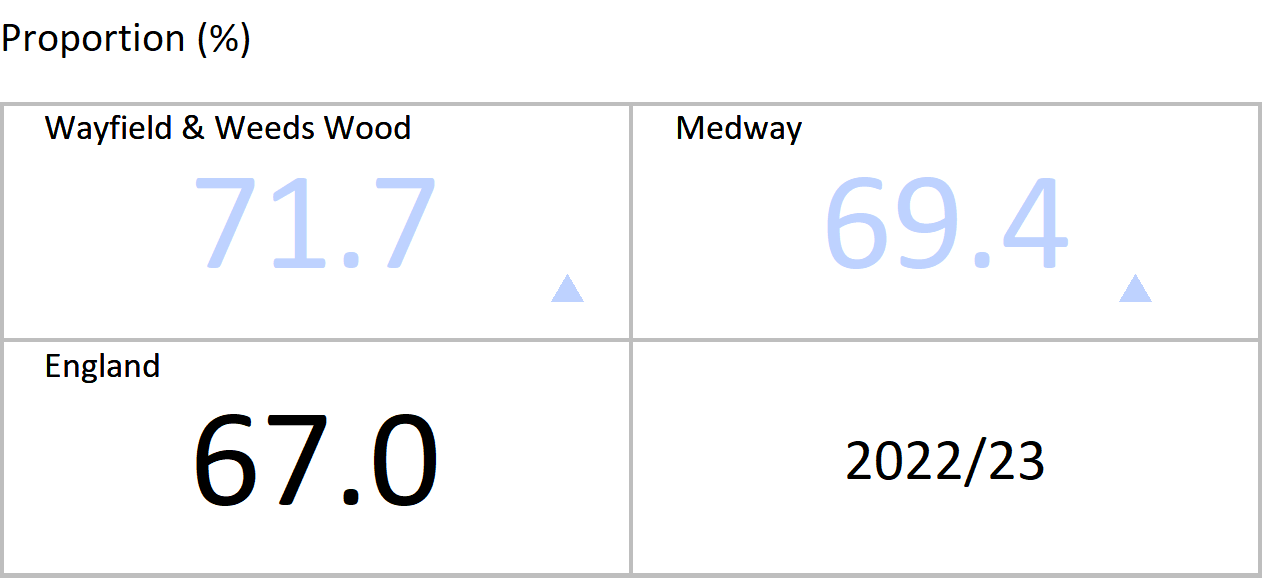 Proportion (%)
Wayfield & Weeds Wood
71.7
Medway
69.4
England
67.0
2022/23